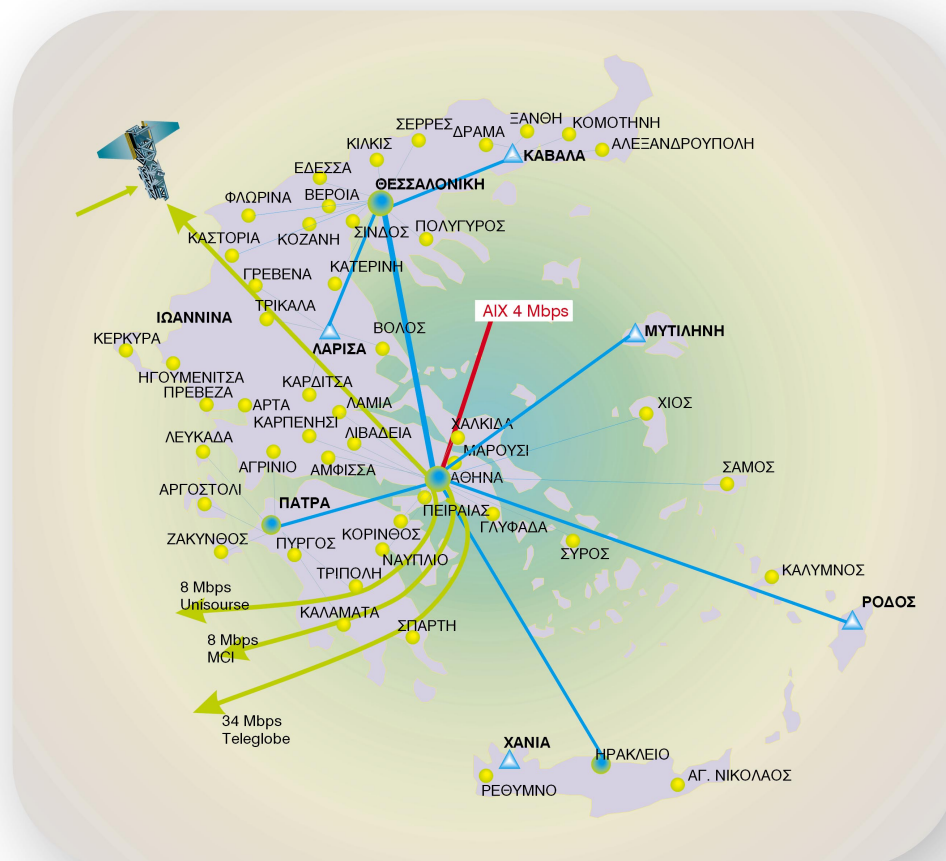 ΞΑΝΘΗ
ΚΟΜΟΤΗΝΗ
ΣΕΡΡΕΣ
ΔΡΑΜΑ
ΑΛΕΞΑΝΔΡΟΥΠΟΛΗ
ΚΙΛΚΙΣ
ΚΑΒΑΛΑ
ΕΔΕΣΣΑ
ΘΕΣΣΑΛΟΝΙΚΗ
ΦΛΩΡΙΝΑ
ΒΕΡΟΙΑ
ΚΑΣΤΟΡΙΑ
ΚΟΖΑΝΗ
ΣΙΝΔΟΣ
ΠΟΛΥΓΥΡΟΣ
ΓΡΕΒΕΝΑ
ΚΑΤΕΡΙΝΗ
ΤΡΙΚΑΛΑ
AIX 4 Mbps
ΙΩΑΝΝΙΝΑ
ΒΟΛΟΣ
ΜΥΤΙΛΗΝΗ
ΚΕΡΚΥΡΑ
ΛΑΡΙΣΑ
ΗΓΟΥΜΕΝΙΤΣΑ
ΚΑΡΔΙΤΣΑ
ΠΡΕΒΕΖΑ
ΑΡΤΑ
ΛΑΜΙΑ
ΧΙΟΣ
ΚΑΡΠΕΝΗΣΙ
ΧΑΛΚΙΔΑ
ΛΕΥΚΑΔΑ
ΛΙΒΑΔΕΙΑ
ΜΑΡΟΥΣΙ
ΑΓΡΙΝΙΟ
ΑΜΦΙΣΣΑ
ΑΘΗΝΑ
ΣΑΜΟΣ
ΑΡΓΟΣΤΟΛΙ
ΠΑΤΡΑ
ΠΕΙΡΑΙΑΣ
ΓΛΥΦΑΔΑ
ΖΑΚΥΝΘΟΣ
ΠΥΡΓΟΣ
ΚΟΡΙΝΘΟΣ
ΝΑΥΠΛΙΟ
ΣΥΡΟΣ
ΤΡΙΠΟΛΗ
ΚΑΛΥΜΝΟΣ
8 Mbps
Unisourse
ΚΑΛΑΜΑΤΑ
ΡΟΔΟΣ
ΣΠΑΡΤΗ
8 Mbps
MCI
34 Mbps
Teleglobe
ΧΑΝΙΑ
ΗΡΑΚΛΕΙΟ
ΡΕΘΥΜΝΟ
ΑΓ. ΝΙΚΟΛΑΟΣ